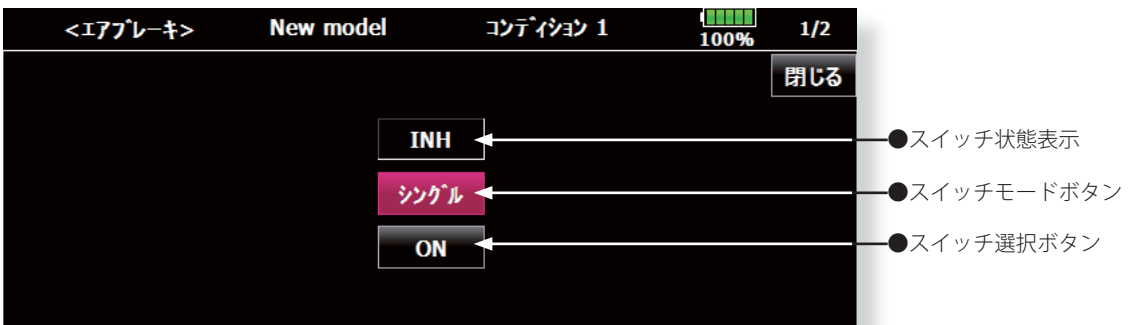 <ｴｱﾌﾞﾚｰｷ> New model ｺﾝﾃﾞｨｼｮﾝ 1 100% 1/2
閉じる
INH ●スイッチ状態表示
ｼﾝｸﾞﾙ ●スイッチモードボタン
ON ●スイッチ選択ボタン